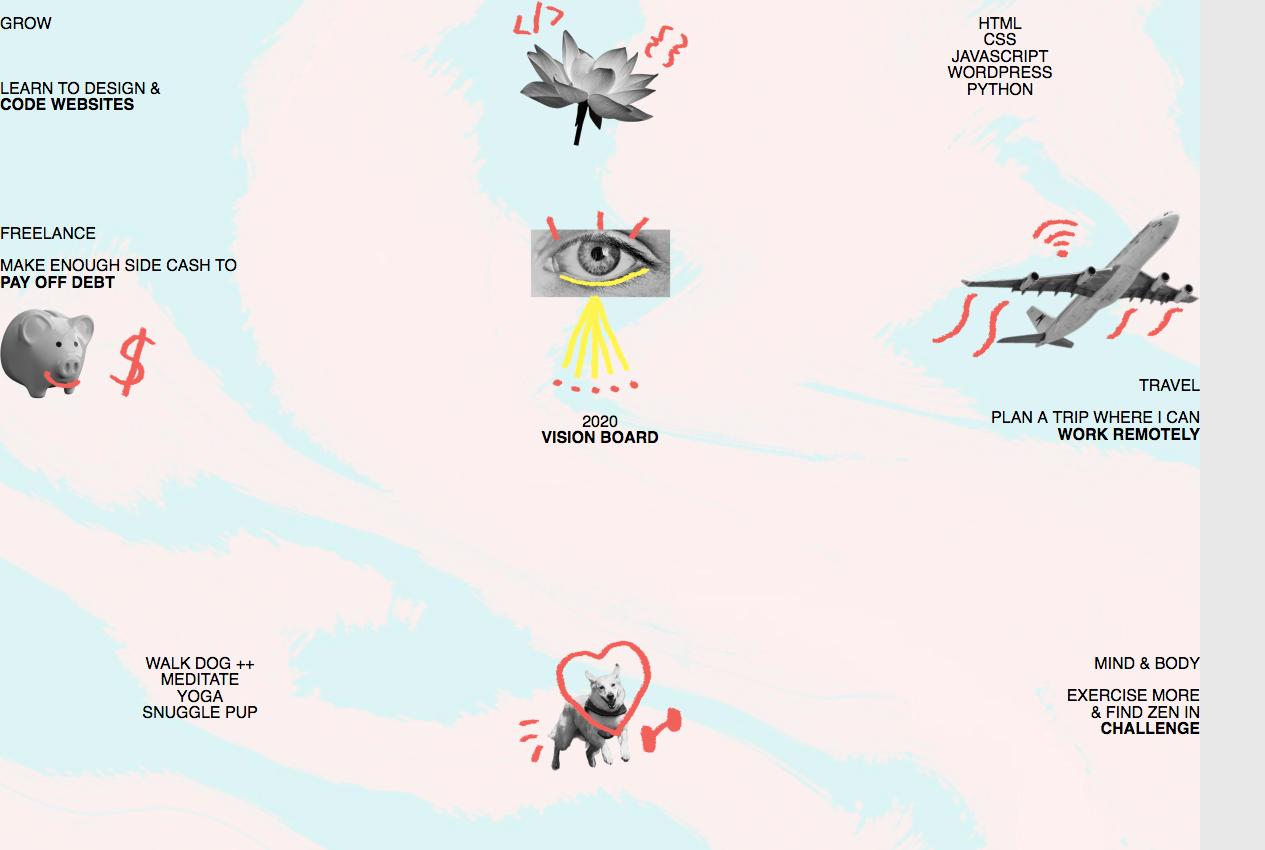 GROW
LEARN TO DESIGN &
CODE WEBSITES
</>
{}
HTML
CSS
JAVASCRIPT
WORDPRESS
PYTHON
FREELANCE
MAKE ENOUGH SIDE CASH TO
PAY OFF DEBT
$
2020
VISION BOARD
TRAVEL
PLAN A TRIP WHERE I CAN
WORK REMOTELY
WALK DOG ++
MEDITATE
YOGA
SNUGGLE PUP
MIND & BODY
EXERCISE MORE
& FIND ZEN IN
CHALLENGE